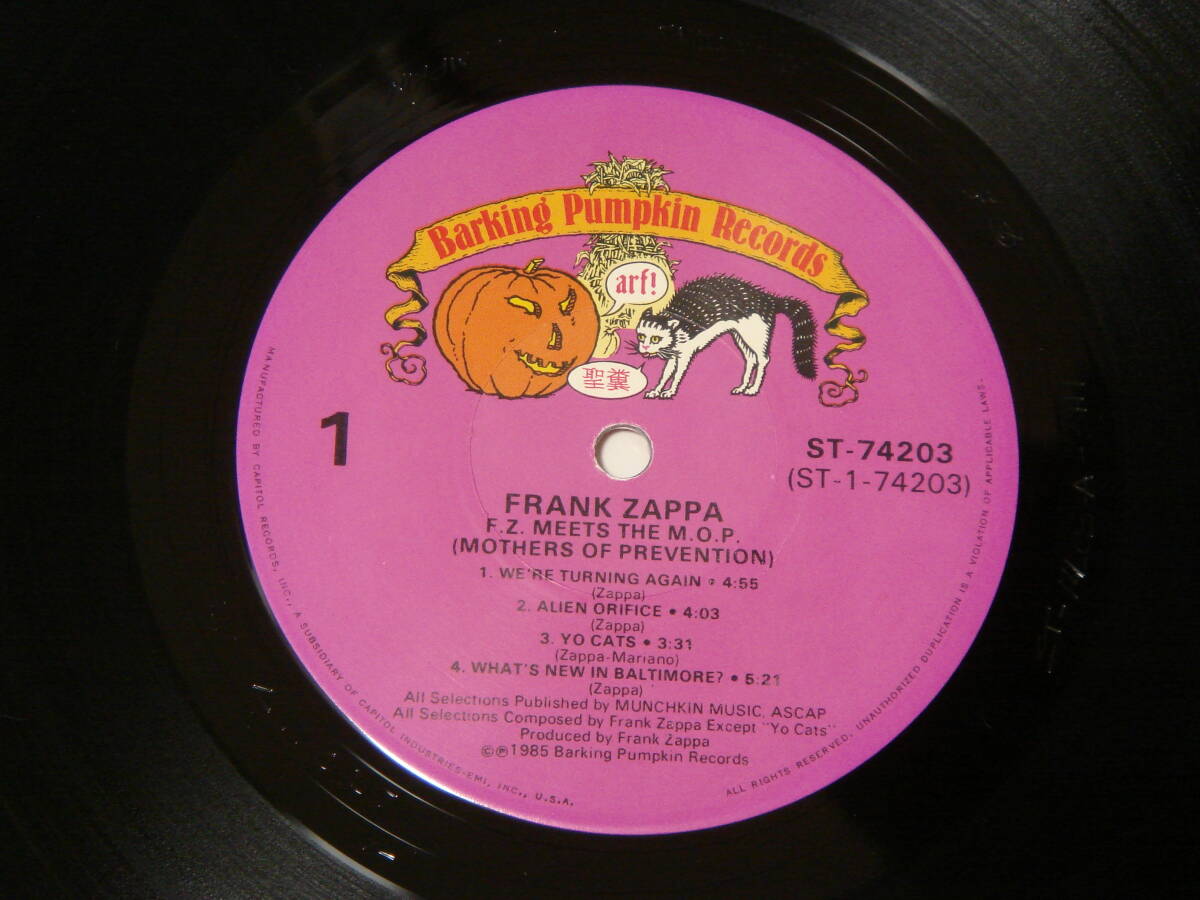 Barking Pumpkin Records
arf!
聖糞
1
ST-74203
(ST-1-74203)
FRANK ZAPPA
F.Z. MEETS THE M.O.P.
(MOTHERS OF PREVENTION)
1. WE'RE TURNING AGAIN • 4:55
(Zappa)
2. ALIEN ORIFICE • 4:03
(Zappa)
3. YO CATS • 3:31
(Zappa-Mariano)
4. WHAT'S NEW IN BALTIMORE? • 5:21
(Zappa)
All Selections Published by MUNCHKIN MUSIC, ASCAP
All Selections Composed by Frank Zappa Except "Yo Cats"
Produced by Frank Zappa
©℗1985 Barking Pumpkin Records
MANUFACTURED BY CAPITOL RECORDS, INC., A SUBSIDIARY OF CAPITOL INDUSTRIES-EMI, INC., U.S.A.
ALL RIGHTS RESERVED. UNAUTHORIZED DUPLICATION IS A VIOLATION OF APPLICABLE LAWS.